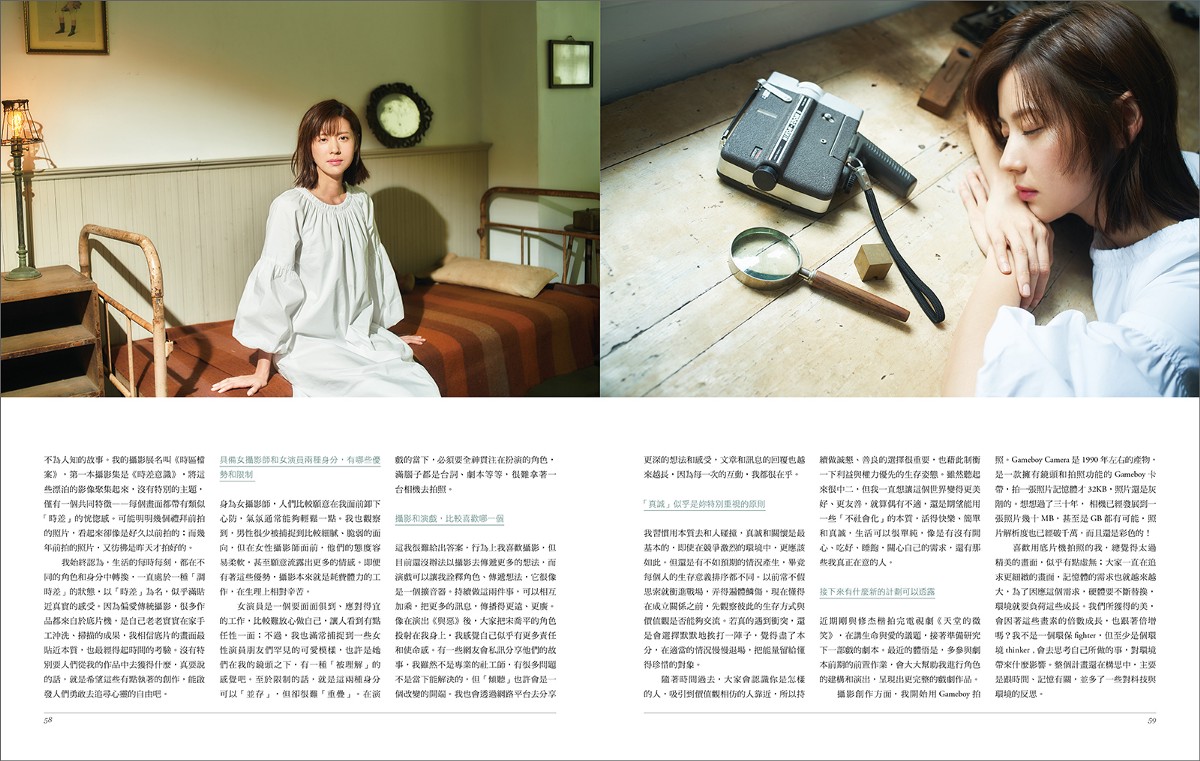 不為人知的故事。我的攝影展名叫《時區檔
案》，第一本攝影集是《時差意識》，將這
些漂泊的影像聚集起來，沒有特別的主題，
僅有一個共同特徵——每個畫面都帶有類似
「時差」的恍惚感。可能明明幾個禮拜前拍
的照片，看起來卻像是好久以前拍的；而幾
年前拍的照片，又彷彿是昨天才拍好的。
我始終認為，生活的每時每刻，都在不
同的角色和身分中轉換，一直處於一種「調
時差」的狀態，以「時差」為名，似乎滿貼
近真實的感受。因為偏愛傳統攝影，很多作
品都來自於底片機，是自己老老實實在家手
工沖洗、掃描的成果，我相信底片的畫面最
貼近本質，也最經得起時間的考驗。沒有特
別要人們從我的作品中去獲得什麼，真要說
的話，就是希望這些有點執著的創作，能啟
發人們勇敢去追尋心靈的自由吧。
具備女攝影師和女演員兩種身分，有哪些優
勢和限制
身為女攝影師，人們比較願意在我面前卸下
心防，氣氛通常能夠輕鬆一點。我也觀察
到，男性很少被捕捉到比較細膩、脆弱的面
向，但在女性攝影師面前，他們的態度容
易柔軟，甚至願意流露出更多的情感。即便
有著這些優勢，攝影本來就是耗費體力的工
作，在生理上相對辛苦。
女演員是一個要面面俱到、應對得宜
的工作，比較難放心做自己，讓人看到有點
任性一面；不過，我也滿常捕捉到一些女
性演員朋友們罕見的可愛模樣，也許是她
們在我的鏡頭之下，有一種「被理解」的
感覺吧。至於限制的話，就是這兩種身分
可以「並存」，但卻很難「重疊」。在演
戲的當下，必須要全神貫注在扮演的角色，
滿腦子都是台詞、劇本等等，很難拿著一
台相機去拍照。
攝影和演戲，比較喜歡哪一個
這我很難給出答案。行為上我喜歡攝影，但
目前還沒辦法以攝影去傳遞更多的想法，而
演戲可以讓我詮釋角色、傳遞想法，它很像
是一個擴音器。持續做這兩件事，可以相互
加乘，把更多的訊息，傳播得更遠、更廣。
像在演出《與惡》後，大家把宋喬平的角色
投射在我身上，我感覺自己似乎有更多責任
和使命感。有一些網友會私訊分享他們的故
事，我雖然不是專業的社工師，有很多問題
不是當下能解決的，但「傾聽」也許會是一
個改變的開端。我也會透過網路平台去分享
更深的想法和感受，文章和訊息的回覆也越
來越長，因為每一次的互動，我都很在乎。
「真誠」似乎是妳特別重視的原則
我習慣用本質去和人碰撞，真誠和關懷是最
基本的，即使在競爭激烈的環境中，更應該
如此。但還是有不如預期的情況產生，畢竟
每個人的生存意義排序都不同。以前常不假
思索就衝進戰場，弄得遍體鱗傷，現在懂得
在成立關係之前，先觀察彼此的生存方式與
價值觀是否能夠交流。若真的遇到衝突，還
是會選擇默默地挨打一陣子，覺得盡了本
分，在適當的情況慢慢退場，把能量留給懂
得珍惜的對象。
隨著時間過去，大家會認識你是怎樣
的人，吸引到價值觀相仿的人靠近，所以持
續做誠懇、善良的選擇很重要，也藉此制衡
一下利益與權力優先的生存姿態。雖然聽起
來很中二，但我一直想讓這個世界變得更美
好、更友善，就算偶有不適，還是期望能用
一些「不社會化」的本質，活得快樂、簡單
和真誠。生活可以很單純，像是有沒有開
心、吃好、睡飽，關心自己的需求，還有那
些我真正在意的人。
接下來有什麼新的計劃可以透露
近期剛與修杰楷拍完電視劇《天堂的微
笑》，在講生命與愛的議題，接著準備研究
下一部戲的劇本。最近的體悟是，多參與劇
本前期的前置作業，會大大幫助我進行角色
的建構和演出，呈現出更完整的戲劇作品。
攝影創作方面，我開始用 Gameboy 拍
照。Gameboy Camera 是 1990 年左右的產物，
是一款擁有鏡頭和拍照功能的 Gameboy 卡
帶，拍一張照片記憶體才 32KB，照片還是灰
階的，想想過了三十年， 相機已經發展到一
張照片幾十 MB，甚至是 GB 都有可能，照
片解析度也已經破千萬，而且還是彩色的！
喜歡用底片機拍照的我，總覺得太過
精美的畫面，似乎有點虛無；大家一直在追
求更細緻的畫面，記憶體的需求也就越來越
大，為了因應這個需求，硬體要不斷替換，
環境就要負荷這些成長。我們所獲得的美，
會因著這些畫素的倍數成長，也跟著倍增
嗎？我不是一個環保 fighter，但至少是個環
境 thinker，會去思考自己所做的事，對環境
帶來什麼影響。整個計畫還在構思中，主要
是跟時間、記憶有關，並多了一些對科技與
環境的反思。
58
59